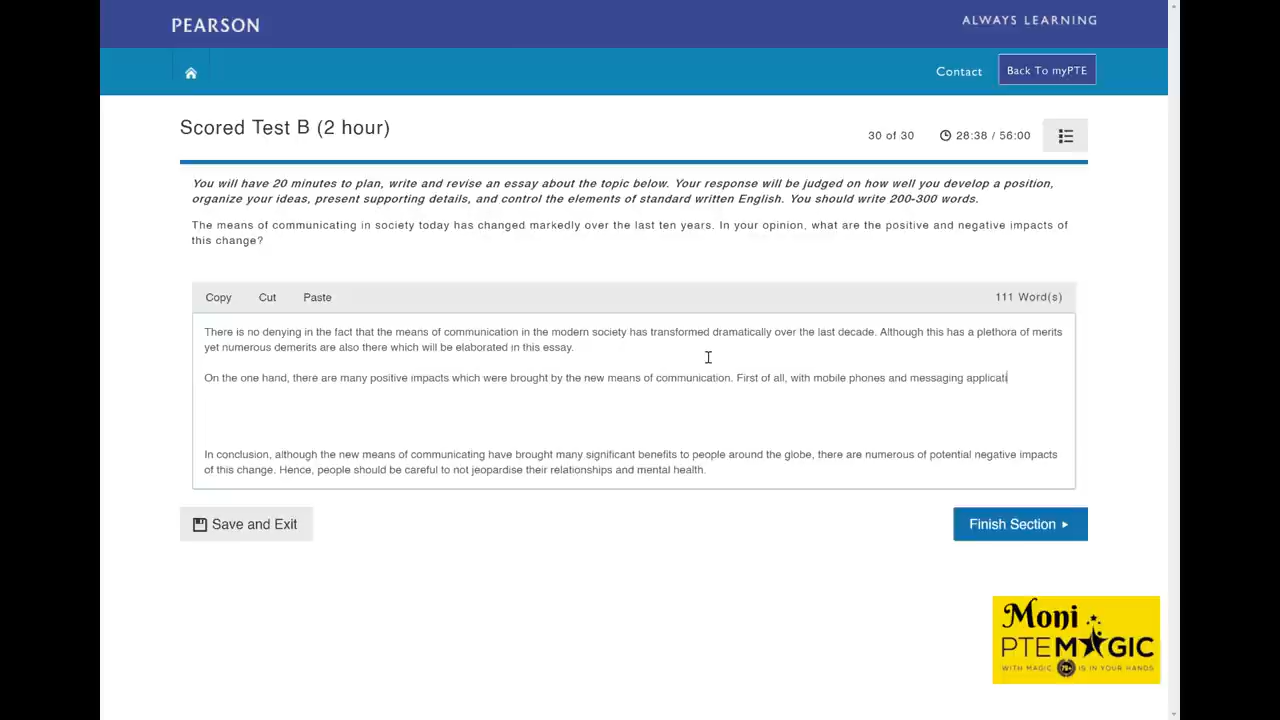 PEARSON
ALWAYS LEARNING
Contact
Back To myPTE
Scored Test B (2 hour)
30 of 30
28:38 / 56:00
You will have 20 minutes to plan, write and revise an essay about the topic below. Your response will be judged on how well you develop a position,
organize your ideas, present supporting details, and control the elements of standard written English. You should write 200-300 words.
The means of communicating in society today has changed markedly over the last ten years. In your opinion, what are the positive and negative impacts of
this change?
Copy Cut Paste
111 Word(s)
There is no denying in the fact that the means of communication in the modern society has transformed dramatically over the last decade. Although this has a plethora of merits
yet numerous demerits are also there which will be elaborated in this essay.
On the one hand, there are many positive impacts which were brought by the new means of communication. First of all, with mobile phones and messaging applicati
In conclusion, although the new means of communicating have brought many significant benefits to people around the globe, there are numerous of potential negative impacts
of this change. Hence, people should be careful to not jeopardise their relationships and mental health.
Save and Exit
Finish Section
Moni
PTEMAGIC
WITH MAGIC 79+ IS IN YOUR HANDS